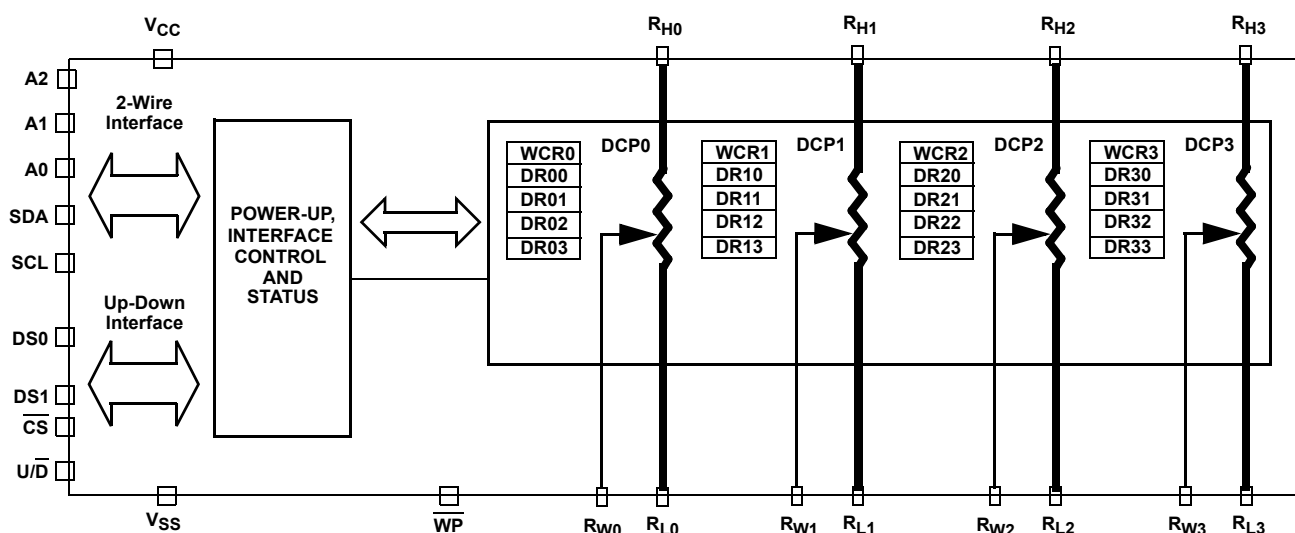 VCC
RH0
RH1
RH2
RH3
A2
A1
A0
SDA
SCL
DS0
DS1
CS
U/D
2-Wire
Interface
Up-Down
Interface
POWER-UP,
INTERFACE
CONTROL
AND
STATUS
WCR0
DR00
DR01
DR02
DR03
DCP0
WCR1
DR10
DR11
DR12
DR13
DCP1
WCR2
DR20
DR21
DR22
DR23
DCP2
WCR3
DR30
DR31
DR32
DR33
DCP3
VSS
WP
RW0
RL0
RW1
RL1
RW2
RL2
RW3
RL3